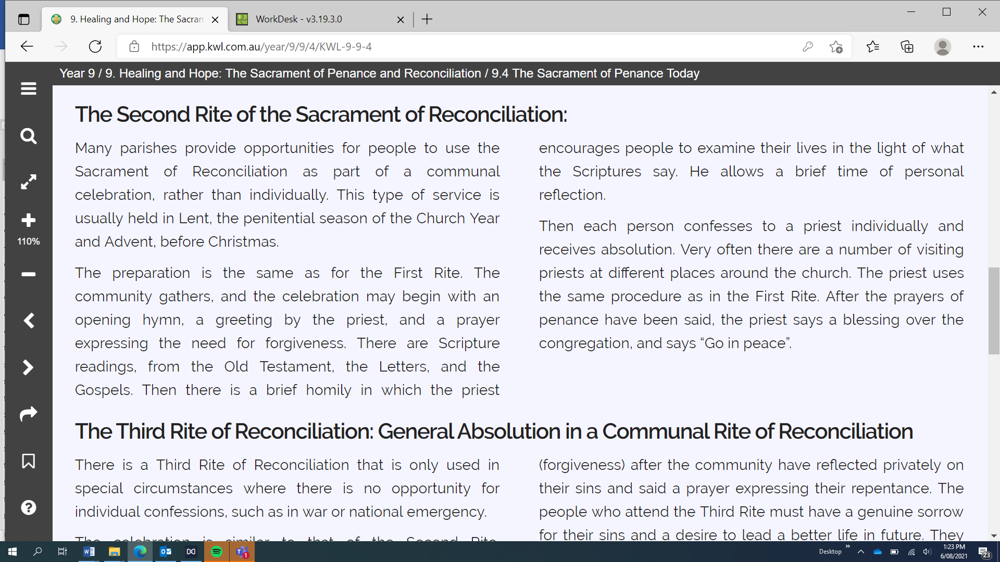 9. Healing and Hope: The Sacram
WorkDesk - v3.19.3.0
https://app.kwl.com.au/year/9/9/4/KWL-9-9-4
Year 9 / 9. Healing and Hope: The Sacrament of Penance and Reconciliation / 9.4 The Sacrament of Penance Today
110%
The Second Rite of the Sacrament of Reconciliation:
Many parishes provide opportunities for people to use the
Sacrament of Reconciliation as part of a communal
celebration, rather than individually. This type of service is
usually held in Lent, the penitential season of the Church Year
and Advent, before Christmas.
The preparation is the same as for the First Rite. The
community gathers, and the celebration may begin with an
opening hymn, a greeting by the priest, and a prayer
expressing the need for forgiveness. There are Scripture
readings, from the Old Testament, the Letters, and the
Gospels. Then there is a brief homily in which the priest
encourages people to examine their lives in the light of what
the Scriptures say. He allows a brief time of personal
reflection.
Then each person confesses to a priest individually and
receives absolution. Very often there are a number of visiting
priests at different places around the church. The priest uses
the same procedure as in the First Rite. After the prayers of
penance have been said, the priest says a blessing over the
congregation, and says “Go in peace”.
The Third Rite of Reconciliation: General Absolution in a Communal Rite of Reconciliation
There is a Third Rite of Reconciliation that is only used in
special circumstances where there is no opportunity for
individual confessions, such as in war or national emergency.
The celebration is similar to that of the Second Rite,
(forgiveness) after the community have reflected privately on
their sins and said a prayer expressing their repentance. The
people who attend the Third Rite must have a genuine sorrow
for their sins and a desire to lead a better life in future. They
Desktop
1:23 PM
6/08/2021
23
1